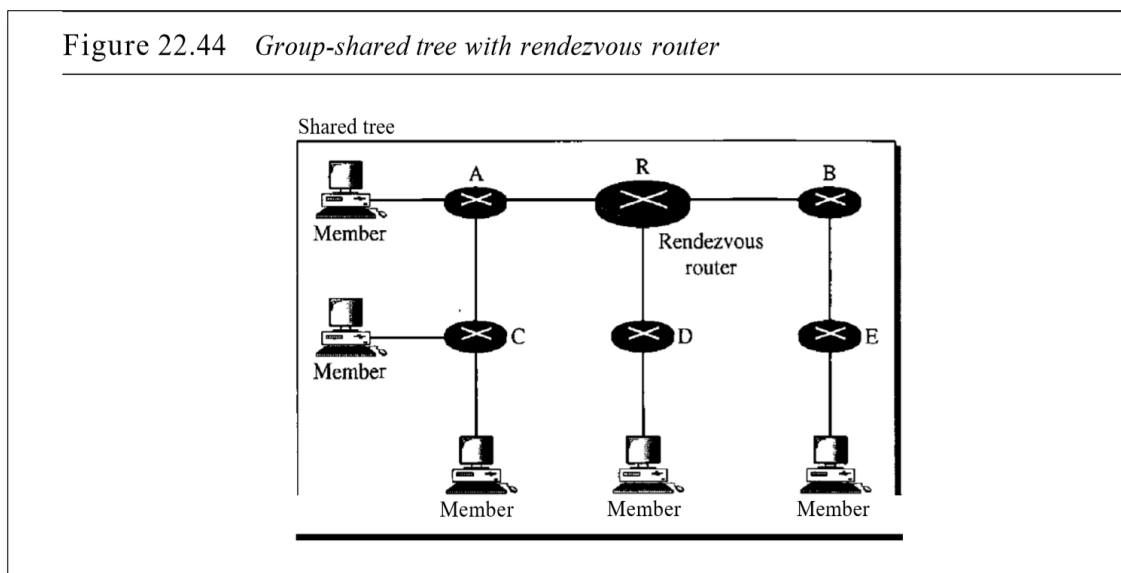 Figure 22.44 Group-shared tree with rendezvous router
Shared tree
A
R
B
Member
Rendezvous
router
C
D
E
Member
Member
Member
Member